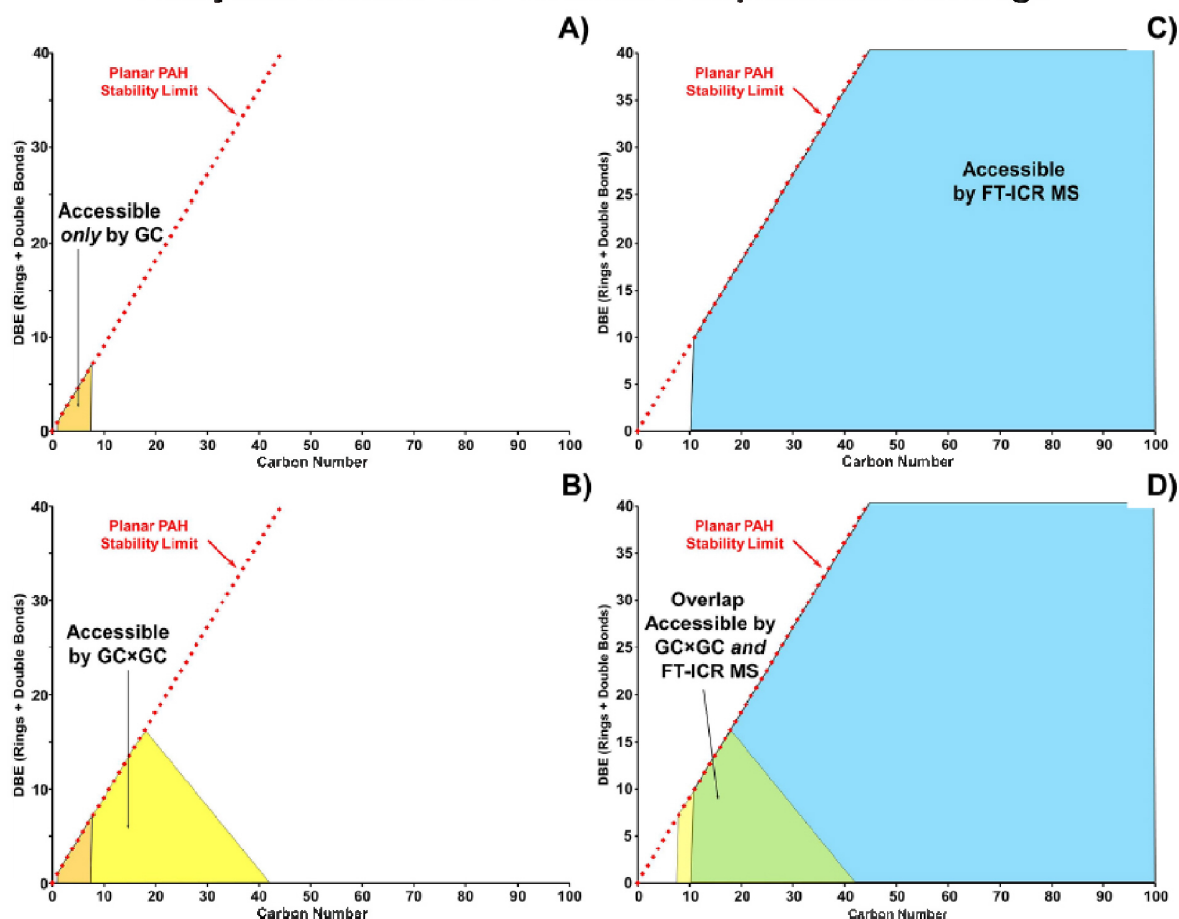 A)
40
30
20
10
0
DBE (Rings + Double Bonds)
Planar PAH
Stability Limit
Accessible
only by GC
0 10 20 30 40 50 60 70 80 90 100
Carbon Number
C)
40
35
30
25
20
15
10
5
0
DBE (Rings + Double Bonds)
Planar PAH
Stability Limit
Accessible
by FT-ICR MS
0 10 20 30 40 50 60 70 80 90 100
Carbon Number
B)
40
30
20
10
0
DBE (Rings + Double Bonds)
Planar PAH
Stability Limit
Accessible
by GC×GC
0 10 20 30 40 50 60 70 80 90 100
Carbon Number
D)
40
35
30
25
20
15
10
5
0
DBE (Rings + Double Bonds)
Planar PAH
Stability Limit
Overlap
Accessible by
GC×GC and
FT-ICR MS
0 10 20 30 40 50 60 70 80 90 100
Carbon Number